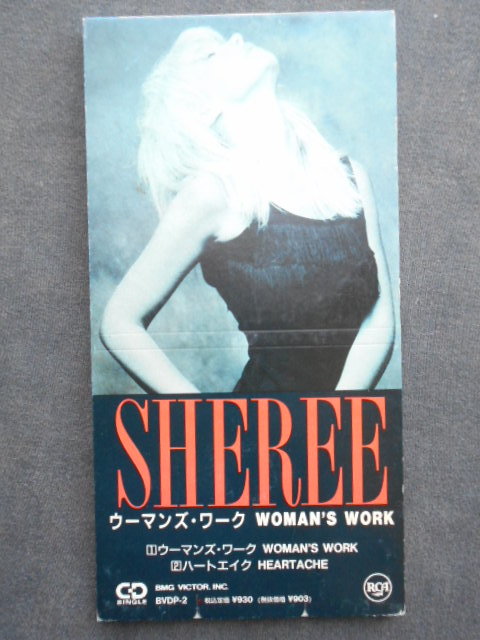 SHEREE
ウーマンズ・ワーク WOMAN'S WORK
1 ウーマンズ・ワーク WOMAN'S WORK
2 ハートエイク HEARTACHE
CD SINGLE
BMG VICTOR, INC.
BVDP-2 税込定価 ¥930 (税抜価格 ¥903)
RCA